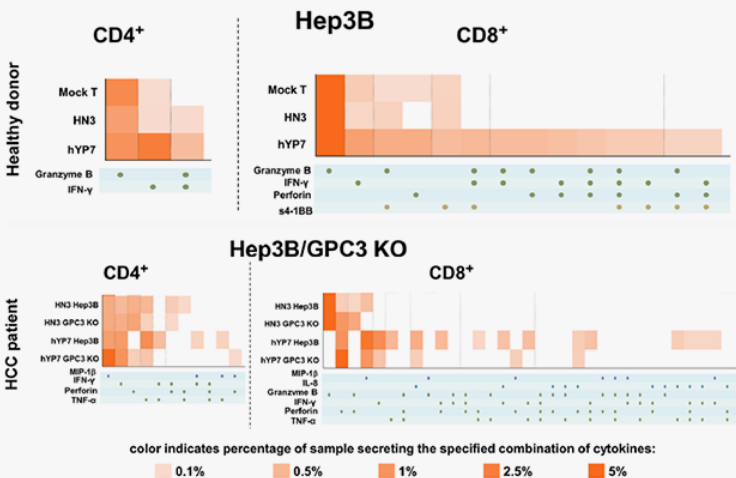 Hep3B
CD4+
CD8+
Healthy donor
Mock T
HN3
hYP7
Granzyme B
IFN-γ
Mock T
HN3
hYP7
Granzyme B
IFN-γ
Perforin
s4-1BB
Hep3B/GPC3 KO
CD4+
CD8+
HCC patient
HN3 Hep3B
HN3 GPC3 KO
hYP7 Hep3B
hYP7 GPC3 KO
MIP-1β
IFN-γ
Perforin
TNF-α
HN3 Hep3B
HN3 GPC3 KO
hYP7 Hep3B
hYP7 GPC3 KO
MIP-1β
IL-8
Granzyme B
IFN-γ
Perforin
TNF-α
color indicates percentage of sample secreting the specified combination of cytokines:
0.1% 0.5% 1% 2.5% 5%